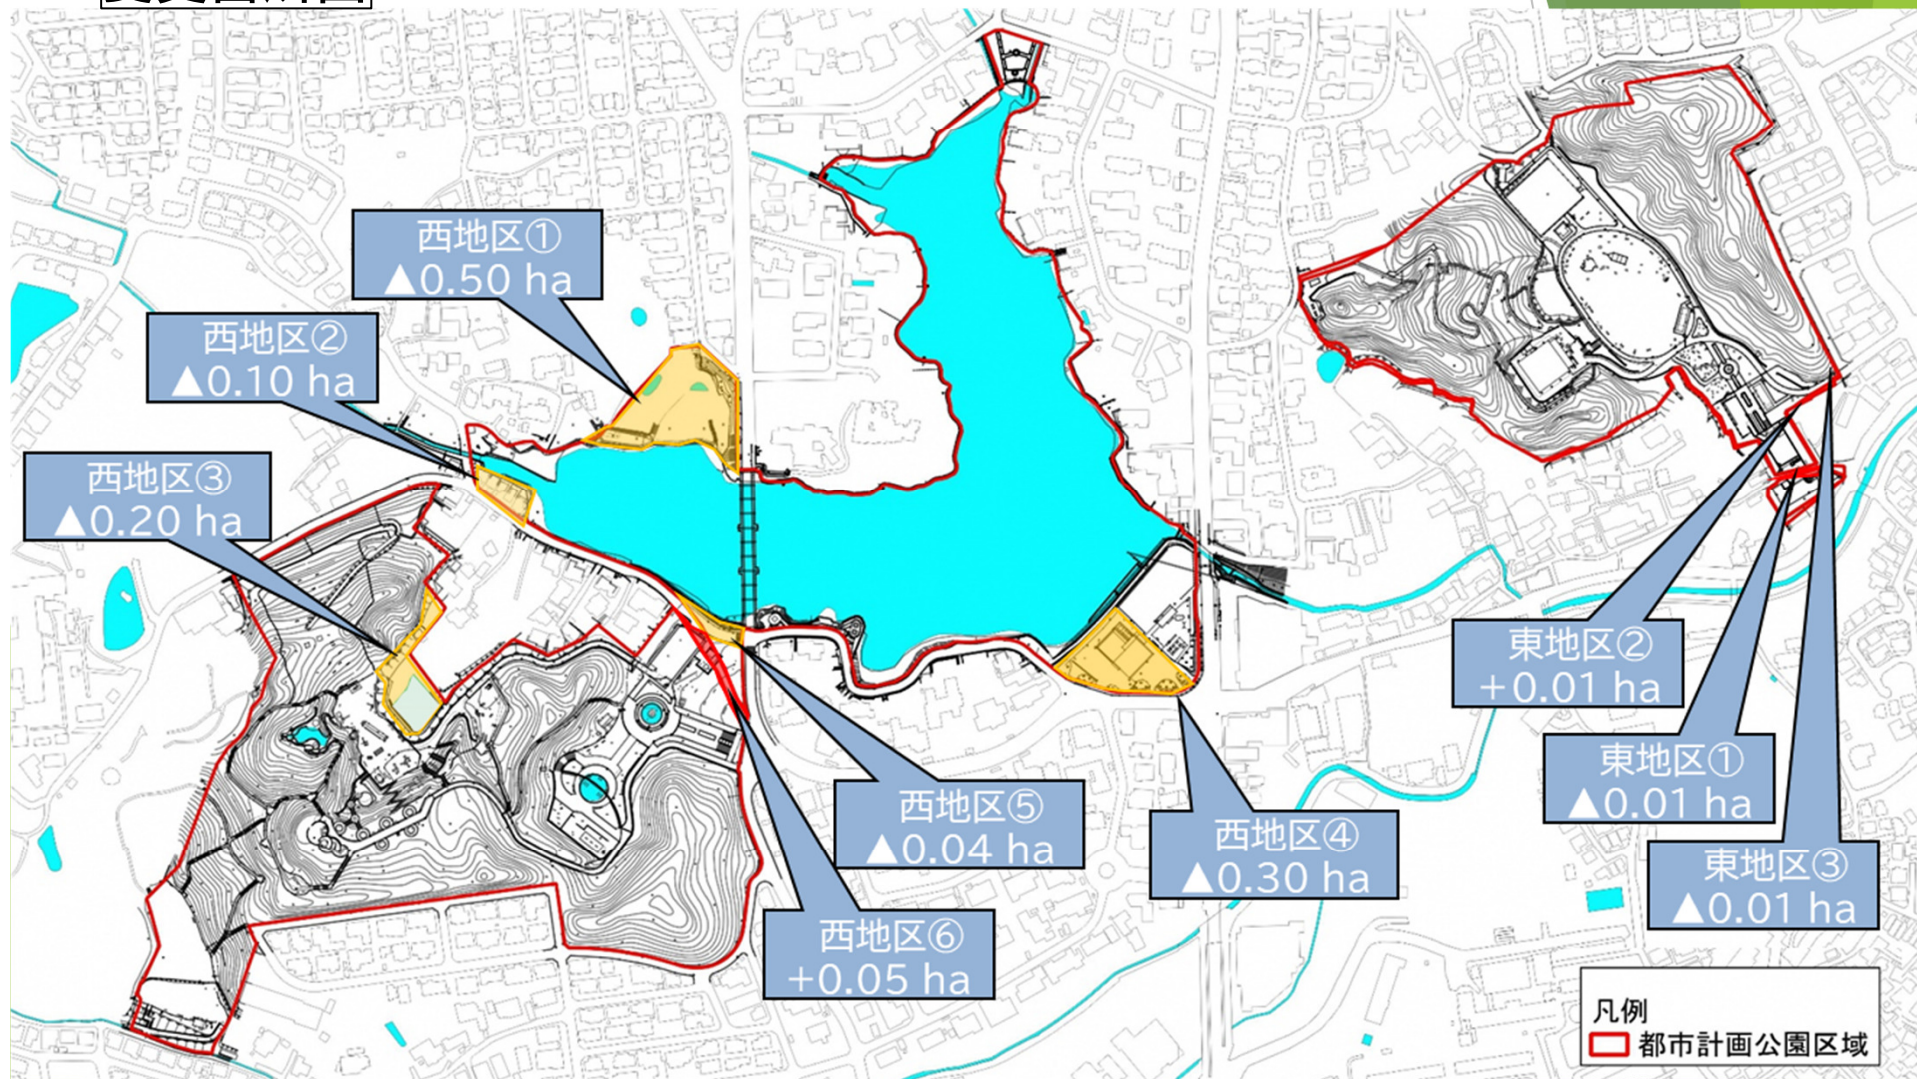 西地区①
▲0.50 ha
西地区②
▲0.10 ha
西地区③
▲0.20 ha
東地区②
+0.01 ha
東地区①
▲0.01 ha
西地区⑤
▲0.04 ha
西地区④
▲0.30 ha
東地区③
▲0.01 ha
西地区⑥
+0.05 ha
凡例
都市計画公園区域